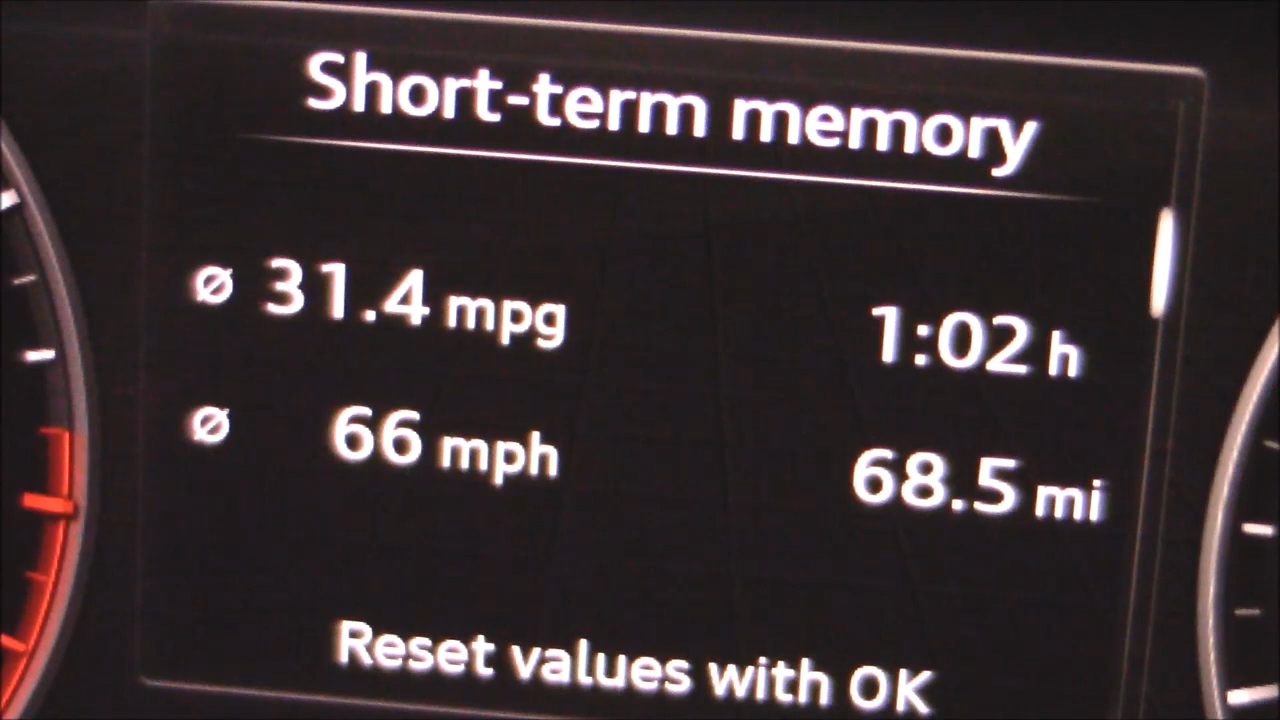 Short-term memory
ø 31.4 mpg 1:02 h
ø 66 mph 68.5 mi
Reset values with OK